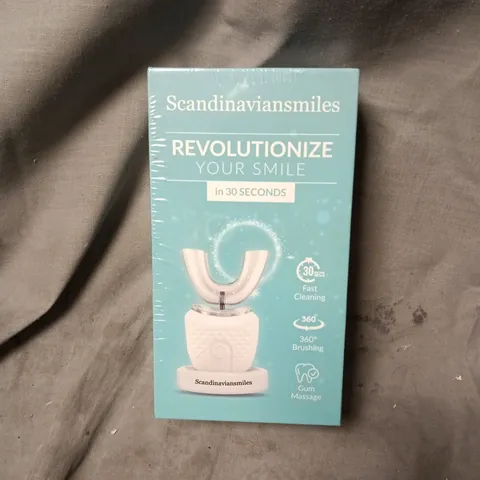 Scandinaviansmiles
REVOLUTIONIZE
YOUR SMILE
in 30 SECONDS
30
SECS
Fast
Cleaning
360°
360°
Brushing
Gum
Massage
Scandinaviansmiles